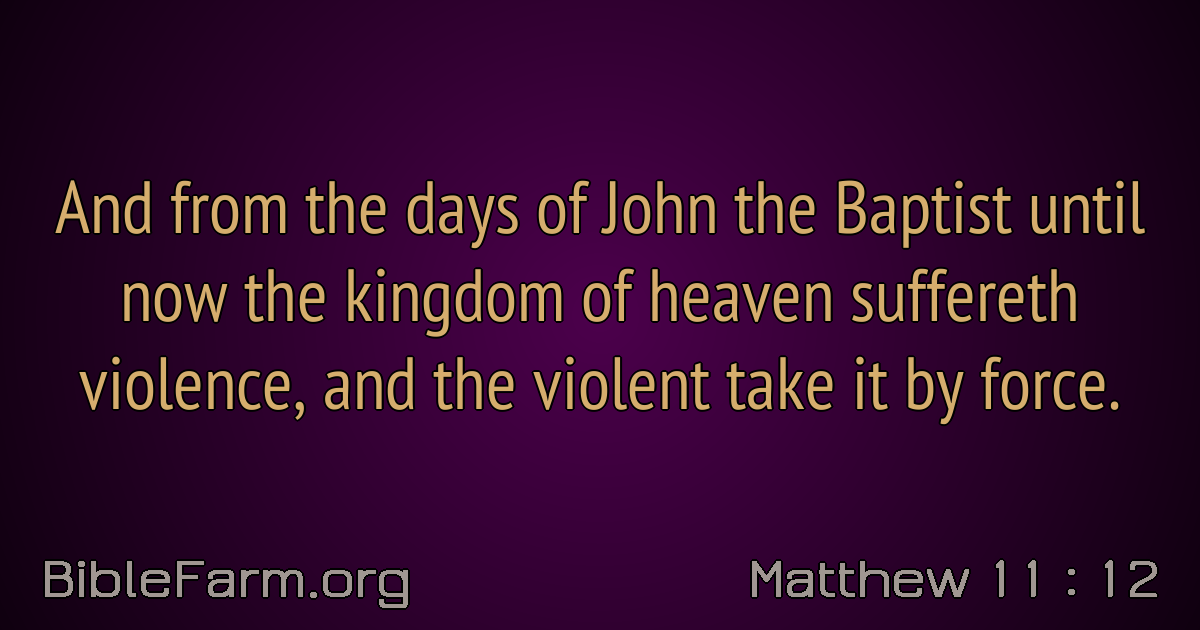 And from the days of John the Baptist until
now the kingdom of heaven suffereth
violence, and the violent take it by force.
BibleFarm.org
Matthew 11 : 12